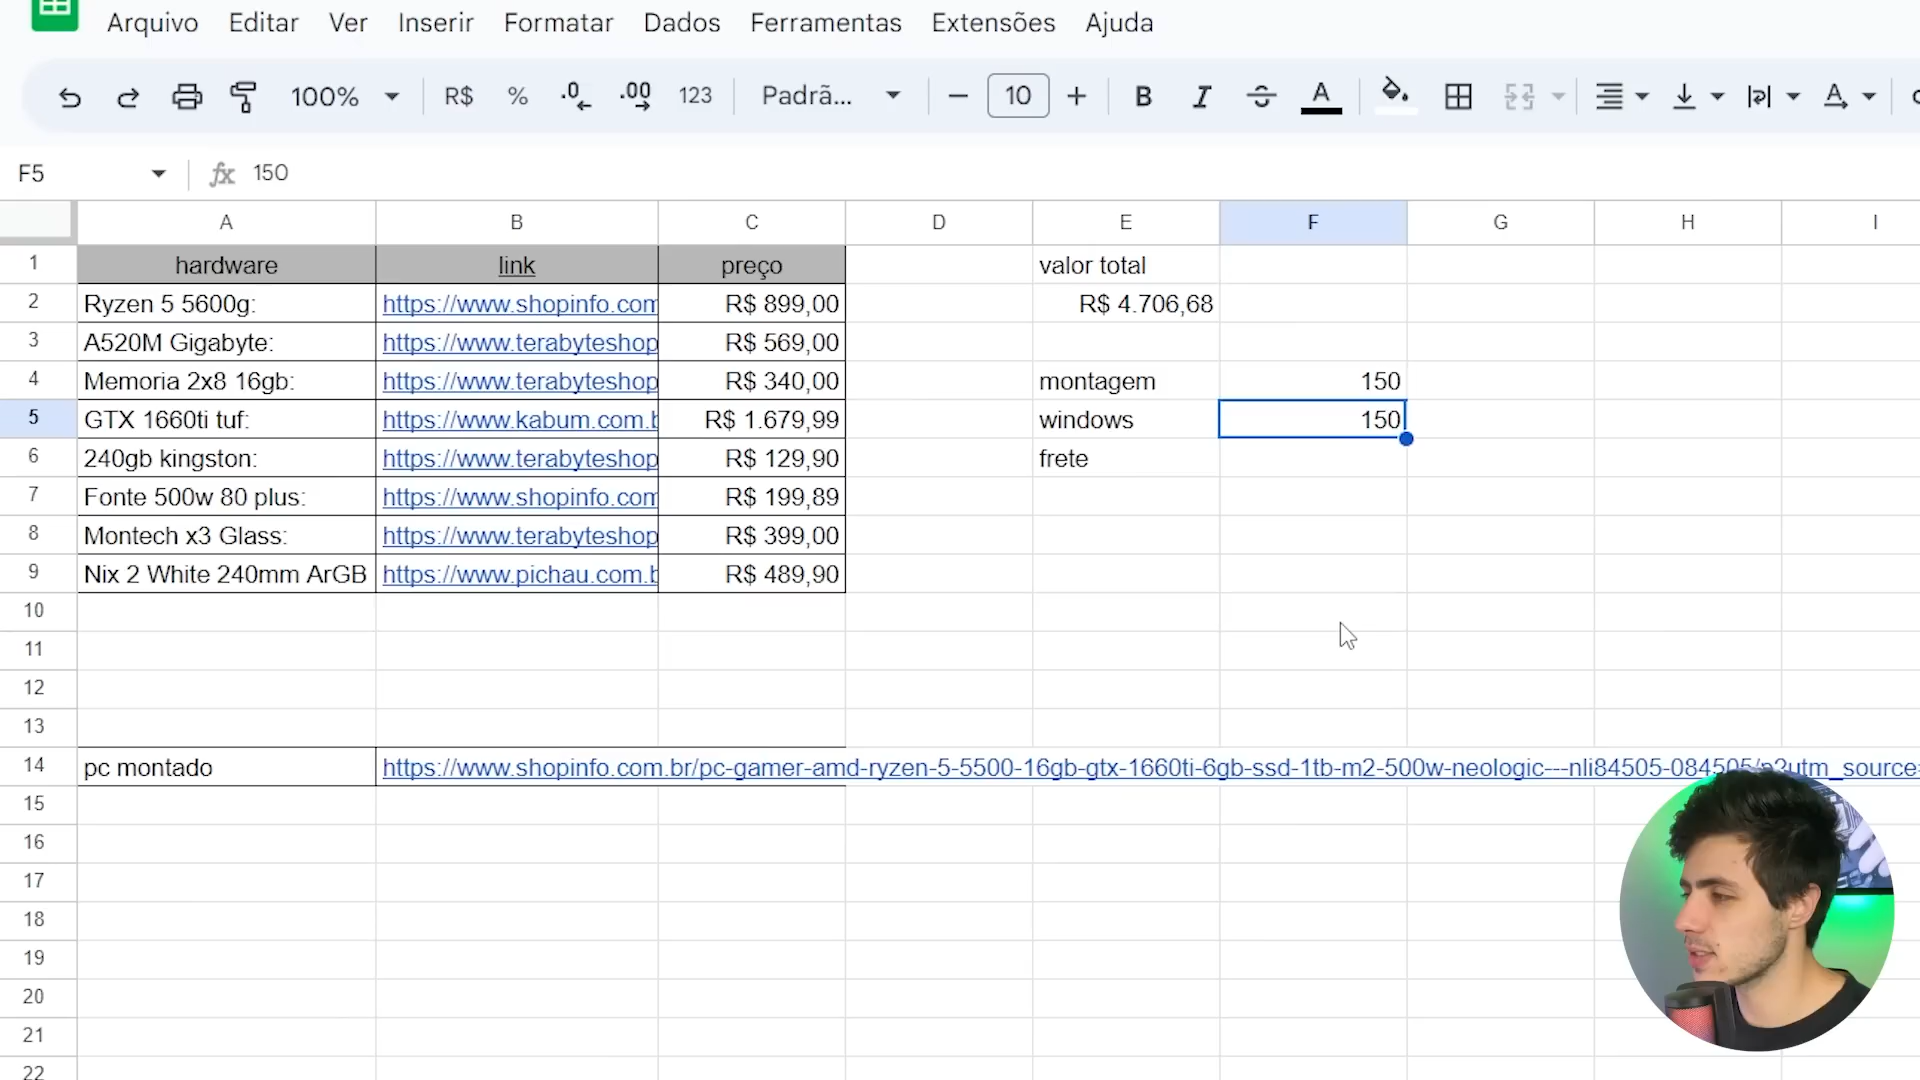 Arquivo Editar Ver Inserir Formatar Dados Ferramentas Extensões Ajuda
100% R$ % .0 .00 123 Padrã... 10 B I A A
F5 fx 150
A B C D E F G H I
1 hardware link preço valor total
2 Ryzen 5 5600g: https://www.shopinfo.com R$ 899,00 R$ 4.706,68
3 A520M Gigabyte: https://www.terabyteshop R$ 569,00
4 Memoria 2x8 16gb: https://www.terabyteshop R$ 340,00 montagem 150
5 GTX 1660ti tuf: https://www.kabum.com.b R$ 1.679,99 windows 150
6 240gb kingston: https://www.terabyteshop R$ 129,90 frete
7 Fonte 500w 80 plus: https://www.shopinfo.com R$ 199,89
8 Montech x3 Glass: https://www.terabyteshop R$ 399,00
9 Nix 2 White 240mm ArGB https://www.pichau.com.b R$ 489,90
10
11
12
13
14 pc montado https://www.shopinfo.com.br/pc-gamer-amd-ryzen-5-5500-16gb-gtx-1660ti-6gb-ssd-1tb-m2-500w-neologic---nli84505-084505/p?utm_source=
15
16
17
18
19
20
21
22